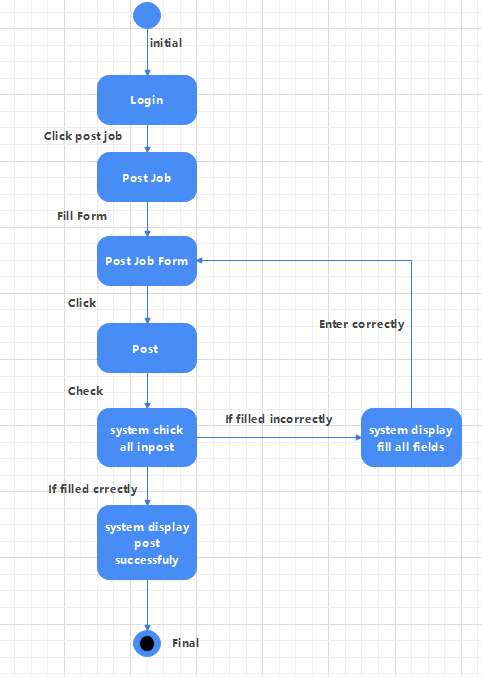 initial
Login
Click post job
Post Job
Fill Form
Post Job Form
Click
Enter correctly
Post
Check
If filled incorrectly
system chick
all inpost
system display
fill all fields
If filled crrectly
system display
post
successfuly
Final